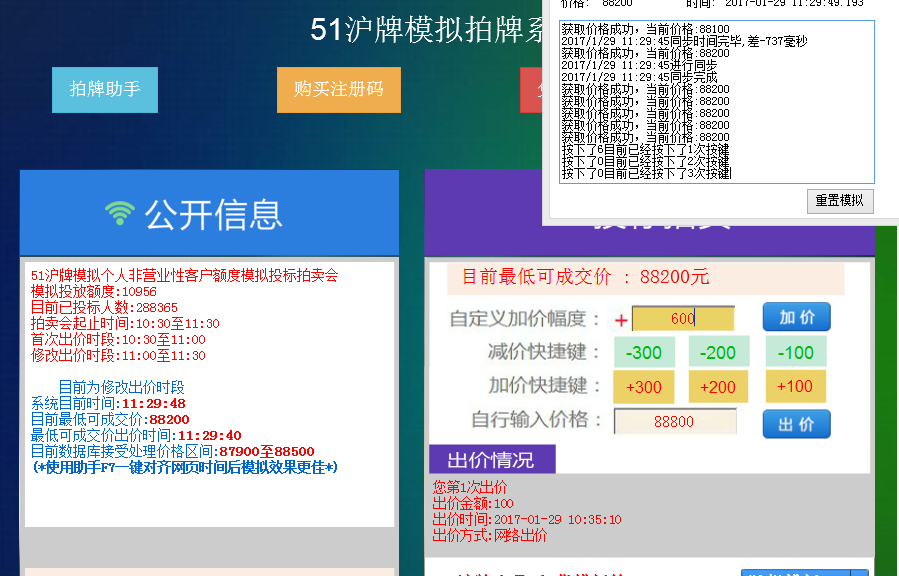 51沪牌模拟拍牌系
拍牌助手
购买注册码
价格： 88200 时间： 2017-01-29 11:29:49.193
获取价格成功，当前价格:88100
2017/1/29 11:29:45同步时间完毕,差-737毫秒
获取价格成功，当前价格:88200
2017/1/29 11:29:45进行同步
2017/1/29 11:29:45同步完成
获取价格成功，当前价格:88200
获取价格成功，当前价格:88200
获取价格成功，当前价格:88200
获取价格成功，当前价格:88200
获取价格成功，当前价格:88200
按下了6目前已经按下了1次按键
按下了0目前已经按下了2次按键
按下了0目前已经按下了3次按键
重置模拟
公开信息
51沪牌模拟个人非营业性客户额度模拟投标拍卖会
模拟投放额度:10956
目前已投标人数:288365
拍卖会起止时间:10:30至11:30
首次出价时段:10:30至11:00
修改出价时段:11:00至11:30
目前为修改出价时段
系统目前时间:11:29:48
目前最低可成交价:88200
最低可成交价出价时间:11:29:40
目前数据库接受处理价格区间:87900至88500
(*使用助手F7一键对齐网页时间后模拟效果更佳*)
目前最低可成交价 ：88200元
自定义加价幅度： + 600 加 价
减价快捷键： -300 -200 -100
加价快捷键： +300 +200 +100
自行输入价格： 88800 出 价
出价情况
您第1次出价
出价金额:100
出价时间:2017-01-29 10:35:10
出价方式:网络出价